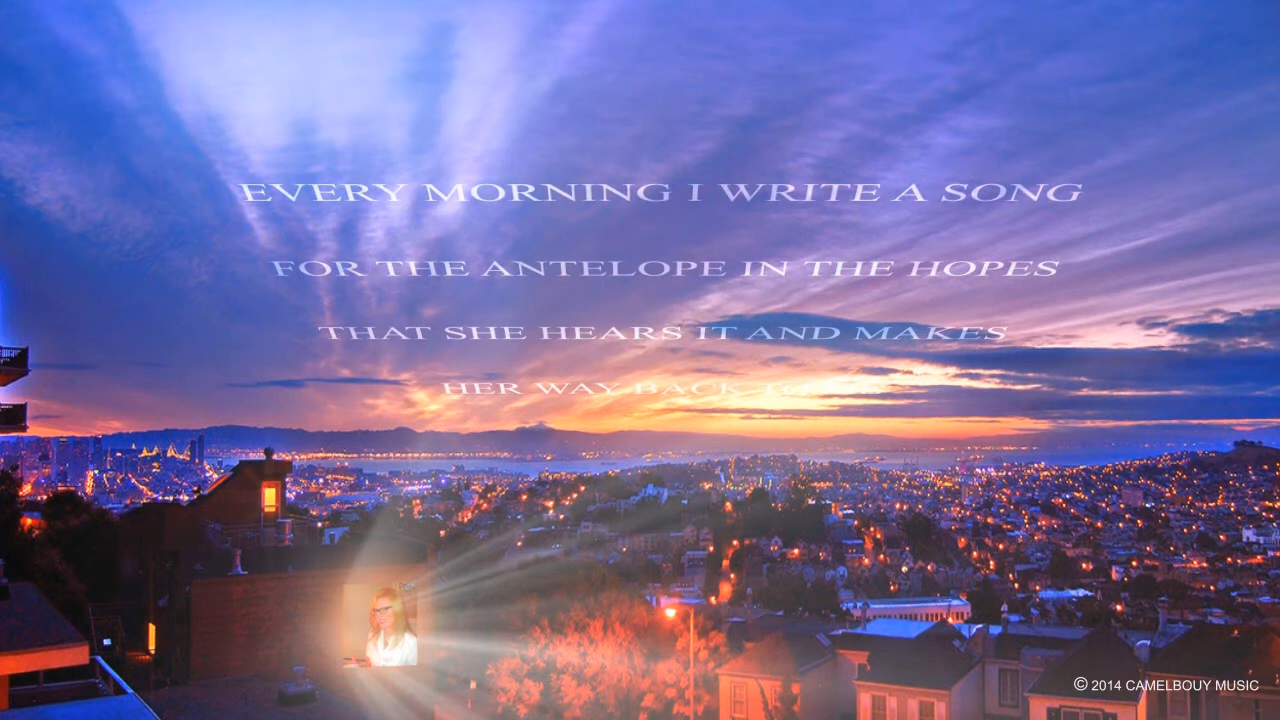 EVERY MORNING I WRITE A SONG
FOR THE ANTELOPE IN THE HOPES
THAT SHE HEARS IT AND MAKES
HER WAY BACK TO
© 2014 CAMELBOUY MUSIC